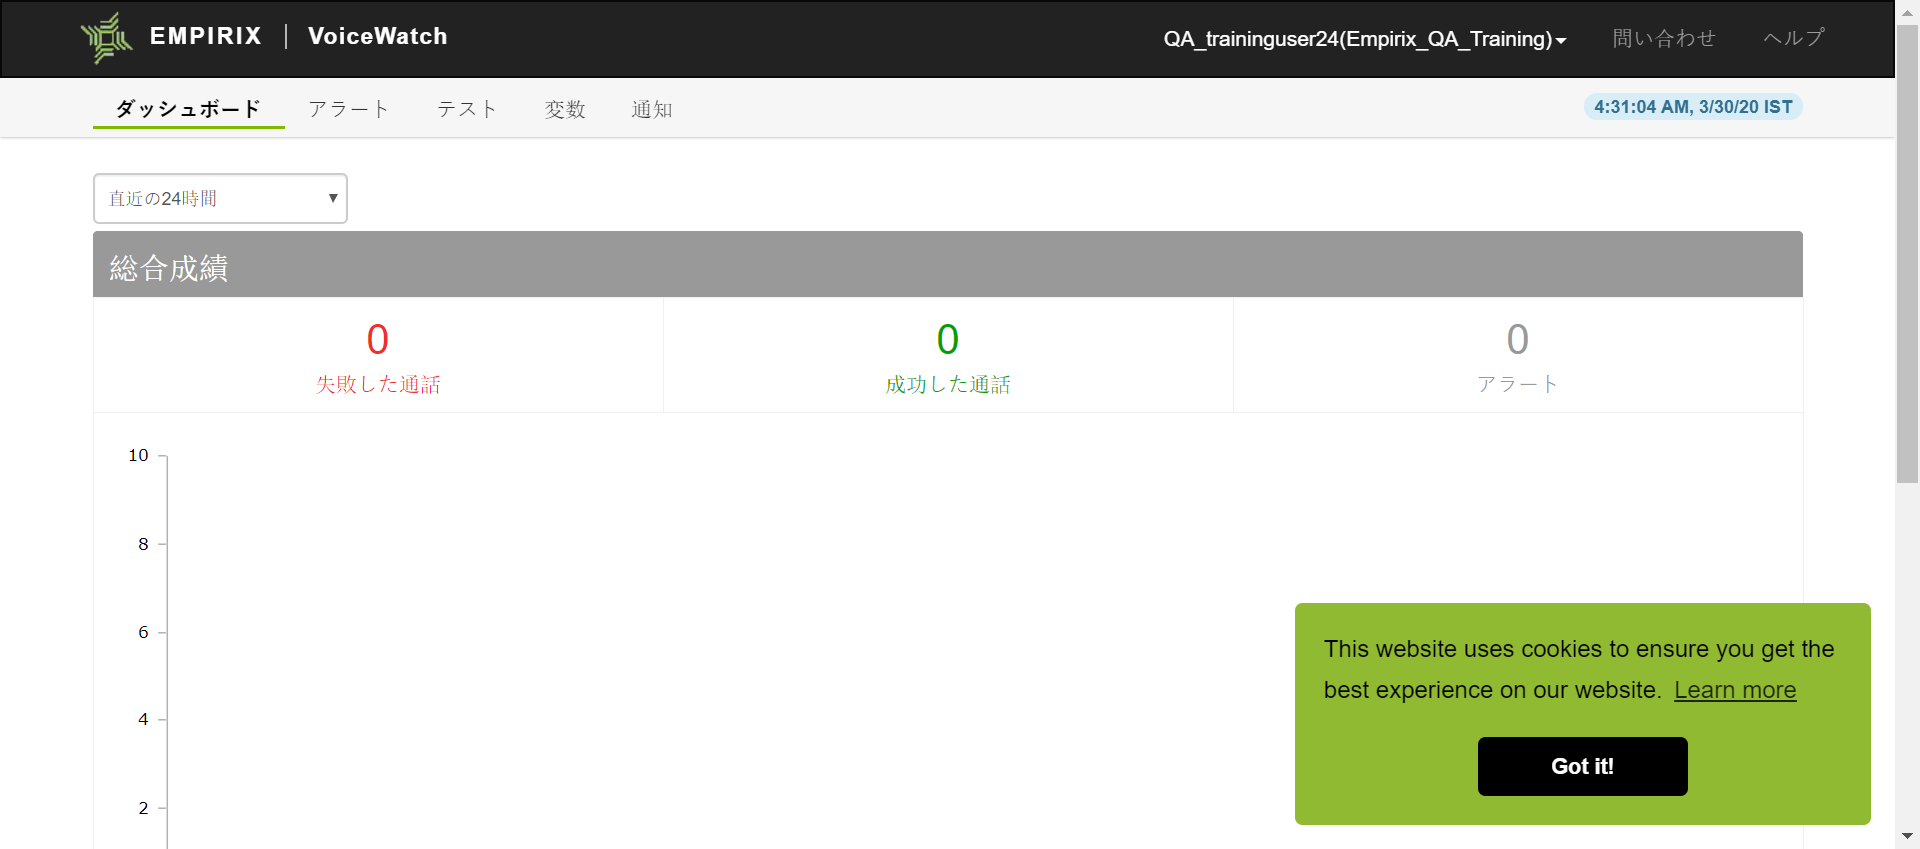 EMPIRIX | VoiceWatch
QA_traininguser24(Empirix_QA_Training)
問い合わせ
ヘルプ
ダッシュボード
アラート
テスト
変数
通知
4:31:04 AM, 3/30/20 IST
直近の24時間
総合成績
0
失敗した通話
0
成功した通話
0
アラート
10
8
6
4
2
This website uses cookies to ensure you get the
best experience on our website. Learn more
Got it!